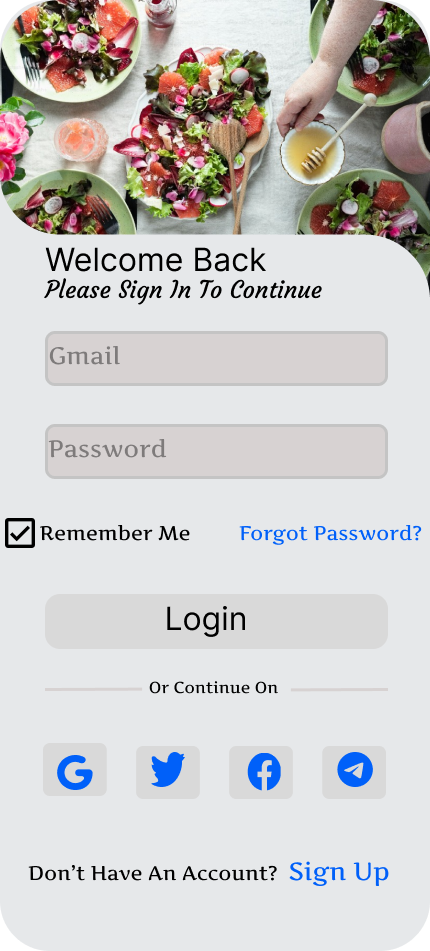 Welcome Back
Please Sign In To Continue
Gmail
Password
Remember Me Forgot Password?
Login
Or Continue On
Don’t Have An Account? Sign Up